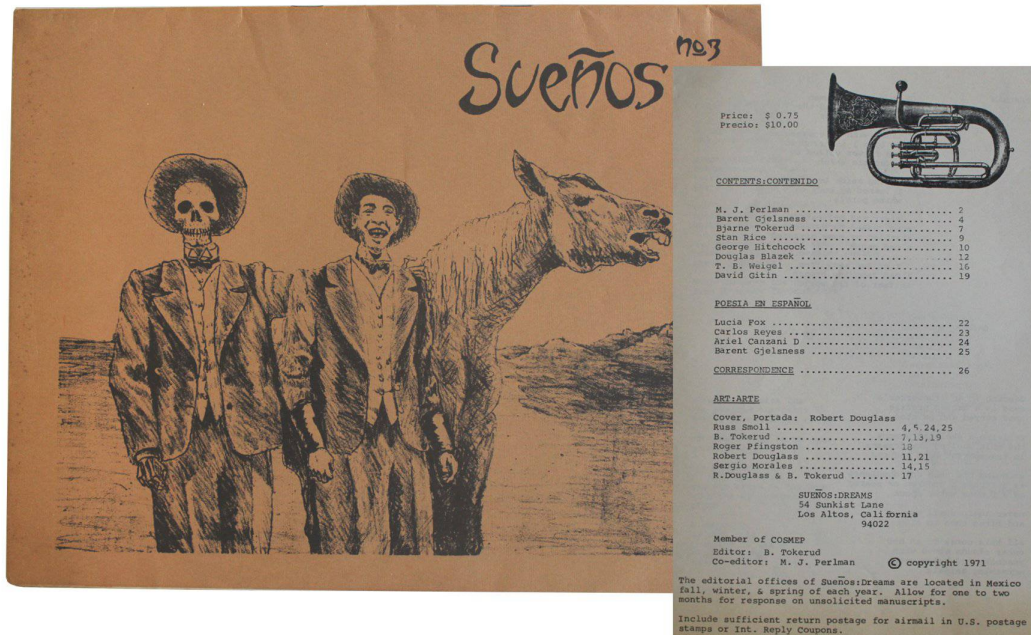 Sueños no3
Price: $ 0.75
Precio: $10.00
CONTENTS:CONTENIDO
M. J. Perlman .............................. 2
Barent Gjelsness ........................... 4
Bjarne Tokerud ............................. 7
Stan Rice .................................. 9
George Hitchcock ........................... 10
Douglas Blazek ............................. 12
T. B. Weigel ............................... 16
David Gitin ................................ 19
POESIA EN ESPAÑOL
Lucia Fox .................................. 22
Carlos Reyes ............................... 23
Ariel Canzani D ............................ 24
Barent Gjelsness ........................... 25
CORRESPONDENCE ............................. 26
ART:ARTE
Cover, Portada: Robert Douglass
Russ Smoll ..................... 4,5,24,25
B. Tokerud ..................... 7,13,19
Roger Pfingston ................ 18
Robert Douglass ................ 11,21
Sergio Morales ................. 14,15
R.Douglass & B. Tokerud ........ 17
SUEÑOS:DREAMS
54 Sunkist Lane
Los Altos, California
94022
Member of COSMEP
Editor: B. Tokerud
Co-editor: M. J. Perlman © copyright 1971
The editorial offices of Sueños:Dreams are located in Mexico
fall, winter, & spring of each year. Allow for one to two
months for response on unsolicited manuscripts.
Include sufficient return postage for airmail in U.S. postage
stamps or Int. Reply Coupons.